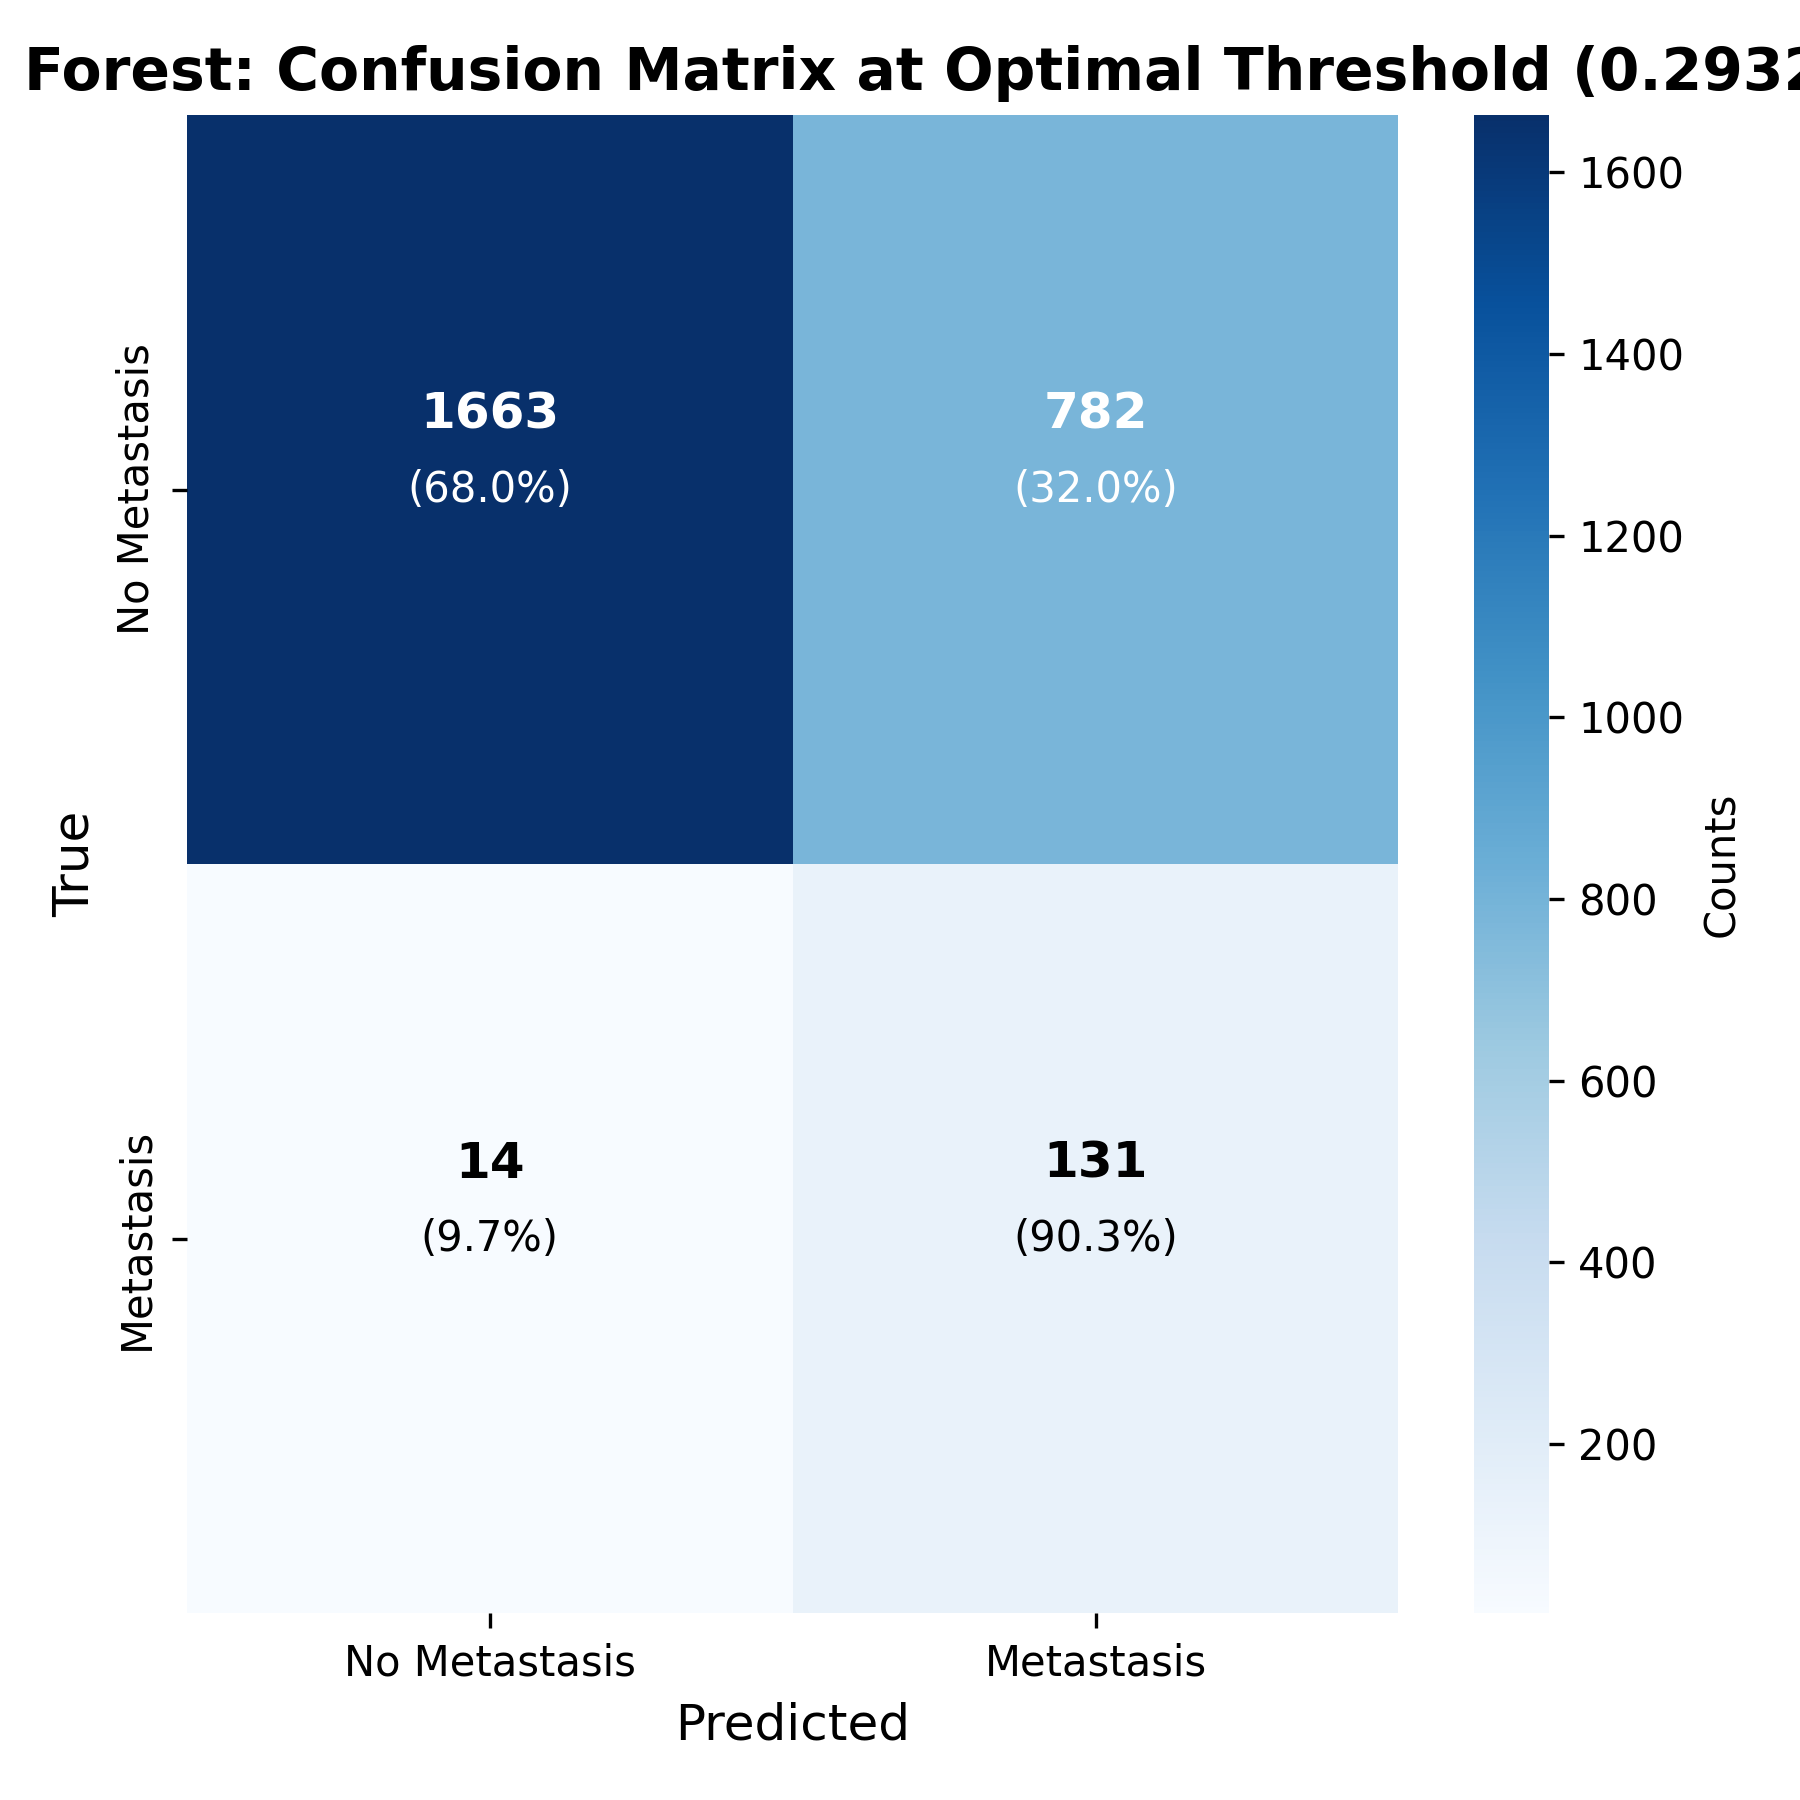 Forest: Confusion Matrix at Optimal Threshold (0.2932
No Metastasis
Metastasis
True
1663
(68.0%)
782
(32.0%)
14
(9.7%)
131
(90.3%)
No Metastasis
Metastasis
Predicted
1600
1400
1200
1000
800
600
400
200
Counts